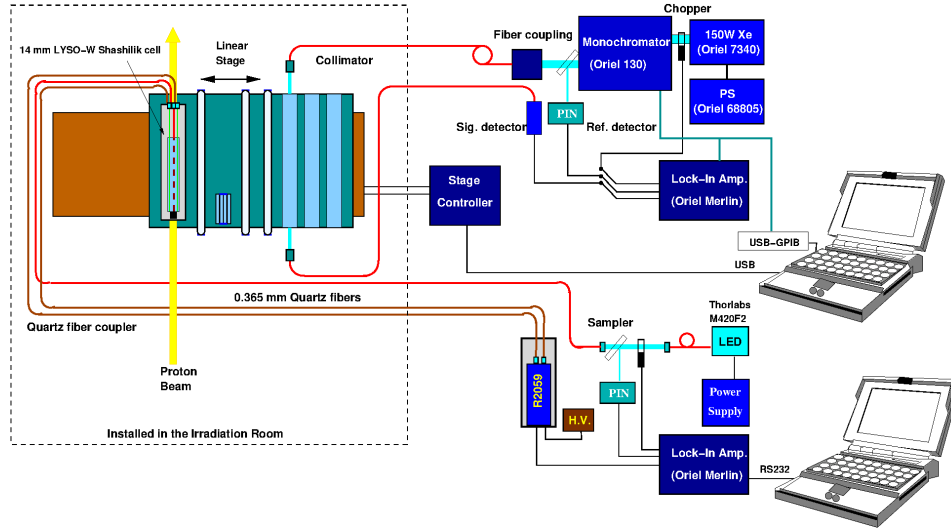 14 mm LYSO-W Shashilik cell
Linear
Stage
Collimator
Fiber coupling
Monochromator
(Oriel 130)
Chopper
150W Xe
(Oriel 7340)
PS
(Oriel 68805)
PIN
Sig. detector
Ref. detector
Lock-In Amp.
(Oriel Merlin)
Stage
Controller
USB-GPIB
USB
0.365 mm Quartz fibers
Quartz fiber coupler
Proton
Beam
Installed in the Irradiation Room
Sampler
Thorlabs
M420F2
LED
PIN
Power
Supply
R2059
H.V.
Lock-In Amp.
(Oriel Merlin)
RS232